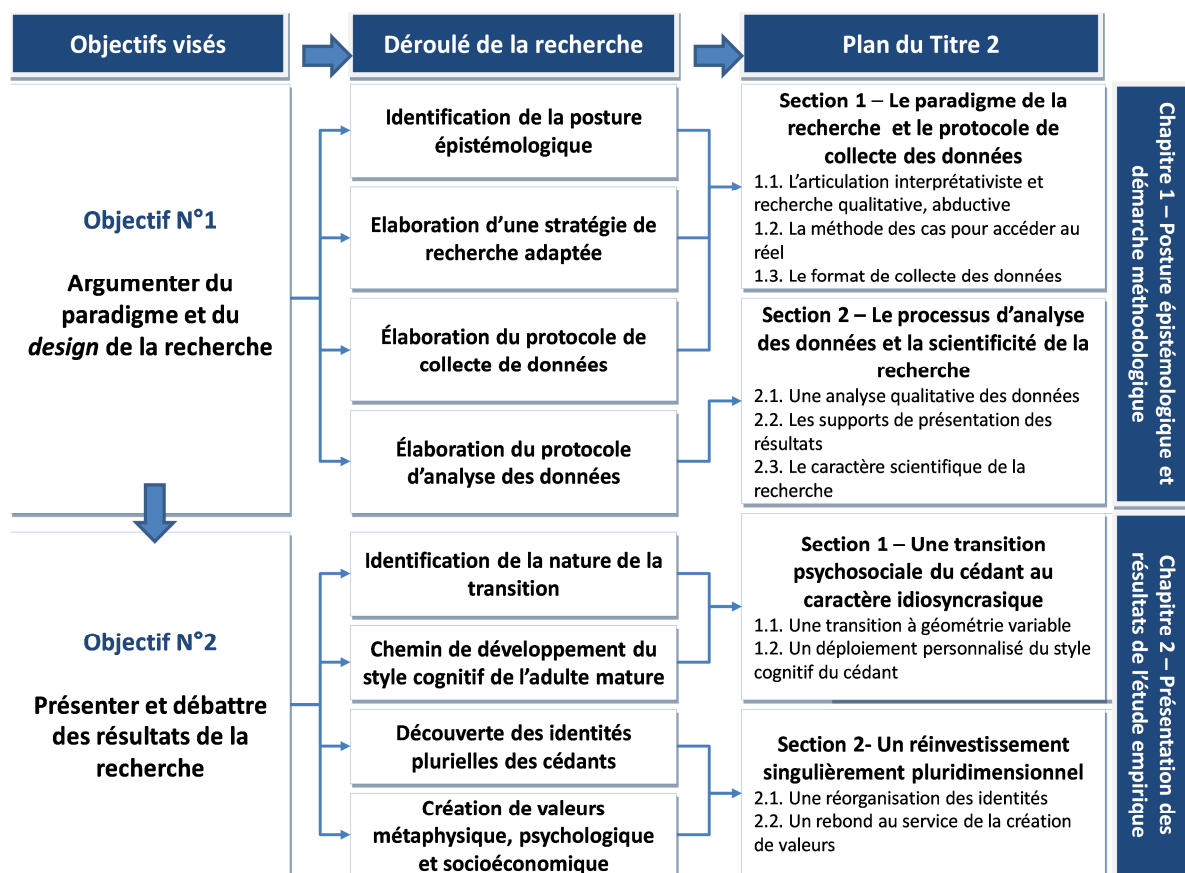 Objectifs visés
Déroulé de la recherche
Plan du Titre 2
Objectif N°1
Argumenter du
paradigme et du
design de la recherche
Identification de la posture
épistémologique
Elaboration d’une stratégie de
recherche adaptée
Élaboration du protocole de
collecte de données
Élaboration du protocole
d’analyse des données
Section 1 – Le paradigme de la
recherche et le protocole de
collecte des données
1.1. L’articulation interprétativiste et
recherche qualitative, abductive
1.2. La méthode des cas pour accéder au
réel
1.3. Le format de collecte des données
Section 2 – Le processus d’analyse
des données et la scientificité de la
recherche
2.1. Une analyse qualitative des données
2.2. Les supports de présentation des
résultats
2.3. Le caractère scientifique de la
recherche
Chapitre 1 – Posture épistémologique et
démarche méthodologique
Objectif N°2
Présenter et débattre
des résultats de la
recherche
Identification de la nature de la
transition
Chemin de développement du
style cognitif de l’adulte mature
Découverte des identités
plurielles des cédants
Création de valeurs
métaphysique, psychologique
et socioéconomique
Section 1 – Une transition
psychosociale du cédant au
caractère idiosyncrasique
1.1. Une transition à géométrie variable
1.2. Un déploiement personnalisé du style
cognitif du cédant
Section 2- Un réinvestissement
singulièrement pluridimensionnel
2.1. Une réorganisation des identités
2.2. Un rebond au service de la création
de valeurs
Chapitre 2 – Présentation des
résultats de l’étude empirique